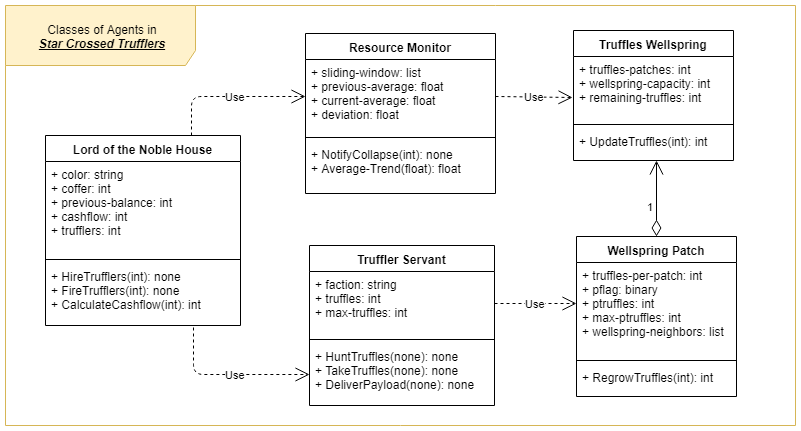 Classes of Agents in
Star Crossed Trufflers
Resource Monitor
+ sliding-window: list
+ previous-average: float
+ current-average: float
+ deviation: float
+ NotifyCollapse(int): none
+ Average-Trend(float): float
Truffles Wellspring
+ truffles-patches: int
+ wellspring-capacity: int
+ remaining-truffles: int
+ UpdateTruffles(int): int
Use
Use
Lord of the Noble House
+ color: string
+ coffer: int
+ previous-balance: int
+ cashflow: int
+ trufflers: int
+ HireTrufflers(int): none
+ FireTrufflers(int): none
+ CalculateCashflow(int): int
1
Truffler Servant
+ faction: string
+ truffles: int
+ max-truffles: int
+ HuntTruffles(none): none
+ TakeTruffles(none): none
+ DeliverPayload(none): none
Use
Use
Wellspring Patch
+ truffles-per-patch: int
+ pflag: binary
+ ptruffles: int
+ max-ptruffles: int
+ wellspring-neighbors: list
+ RegrowTruffles(int): int